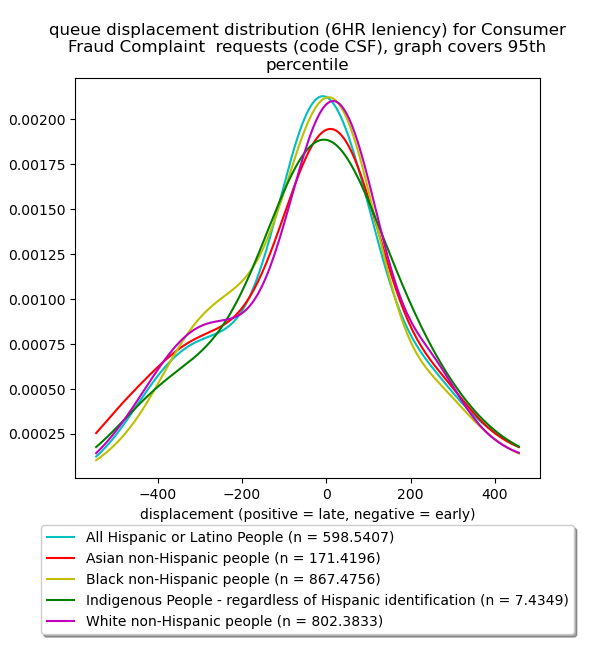 queue displacement distribution (6HR leniency) for Consumer
Fraud Complaint  requests (code CSF), graph covers 95th
percentile
0.00200
0.00175
0.00150
0.00125
0.00100
0.00075
0.00050
0.00025
−400 −200 0 200 400
displacement (positive = late, negative = early)
All Hispanic or Latino People (n = 598.5407)
Asian non-Hispanic people (n = 171.4196)
Black non-Hispanic people (n = 867.4756)
Indigenous People - regardless of Hispanic identification (n = 7.4349)
White non-Hispanic people (n = 802.3833)